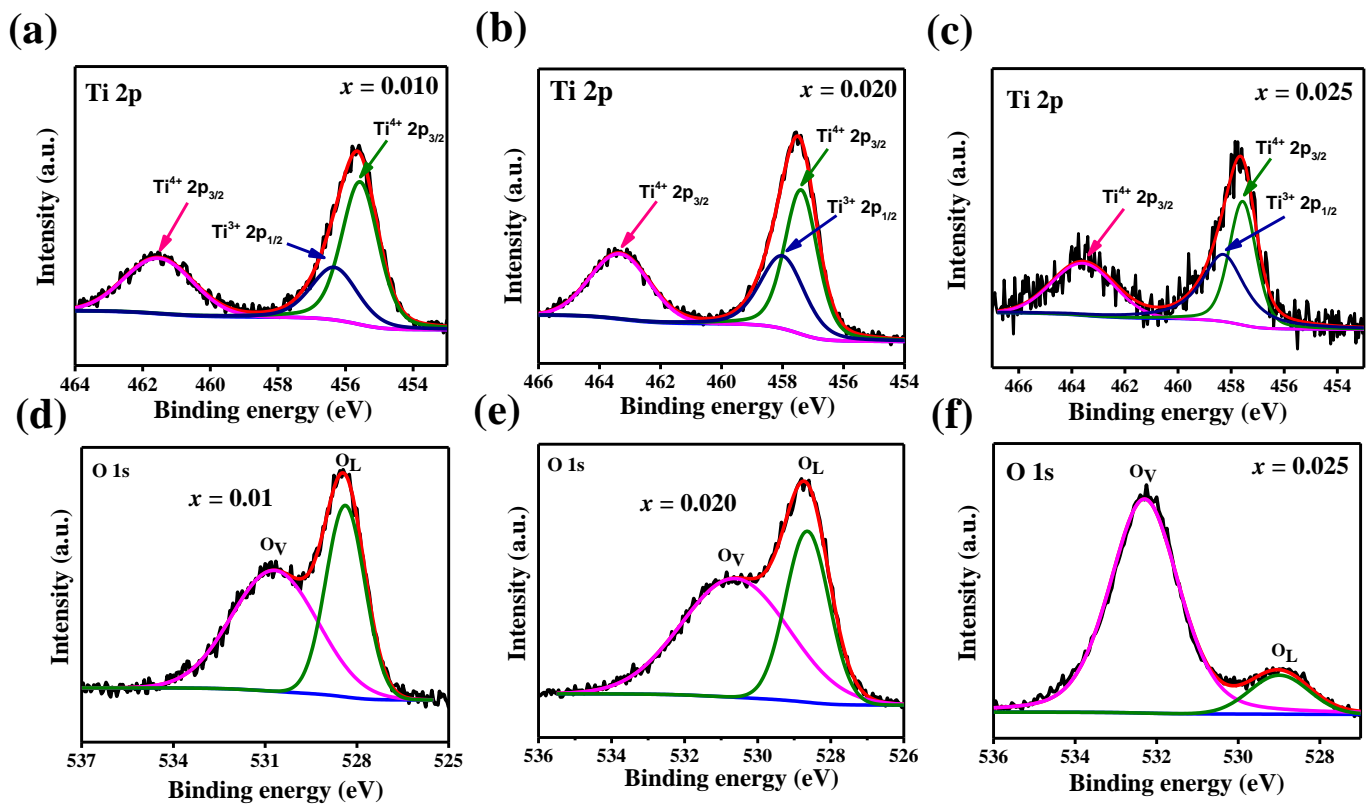 (a)
Ti 2p
x = 0.010
Ti4+ 2p3/2
Ti4+ 2p3/2
Ti3+ 2p1/2
Intensity (a.u.)
464 462 460 458 456 454
Binding energy (eV)
(b)
Ti 2p
x = 0.020
Ti4+ 2p3/2
Ti4+ 2p3/2
Ti3+ 2p1/2
Intensity (a.u.)
466 464 462 460 458 456 454
Binding energy (eV)
(c)
Ti 2p
x = 0.025
Ti4+ 2p3/2
Ti4+ 2p3/2
Ti3+ 2p1/2
Intensity (a.u.)
466 464 462 460 458 456 454
Binding energy (eV)
(d)
O 1s
OL
x = 0.01
OV
Intensity (a.u.)
537 535 533 531 529 527 525
Binding energy (eV)
(e)
O 1s
OL
x = 0.020
OV
Intensity (a.u.)
536 534 532 530 528 526
Binding energy (eV)
(f)
O 1s
OV
x = 0.025
OL
Intensity (a.u.)
536 534 532 530 528
Binding energy (eV)